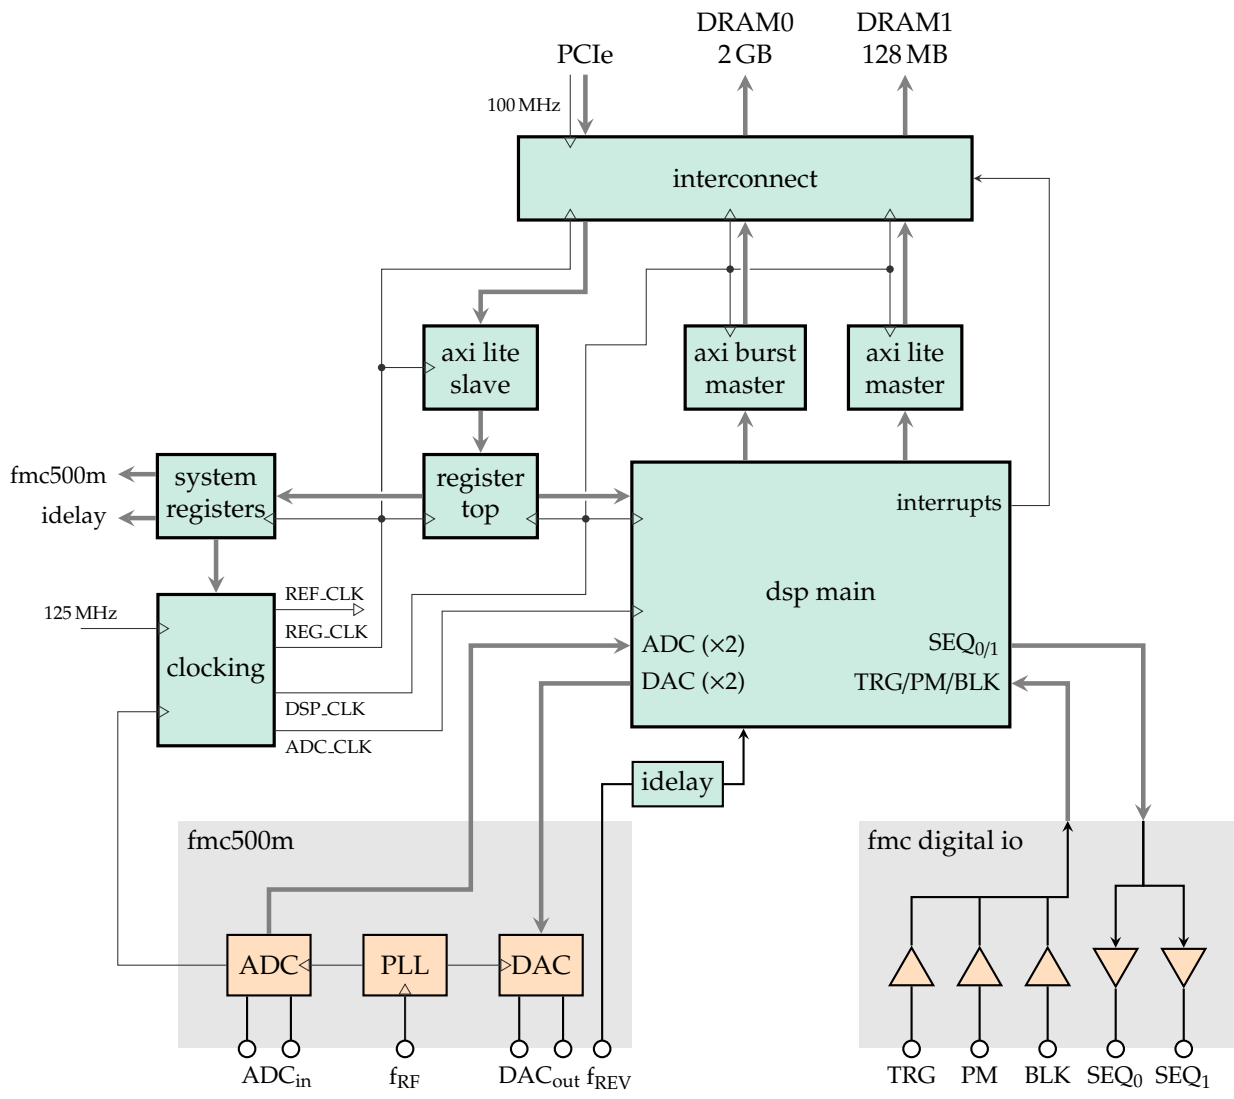 DRAM0
2 GB
DRAM1
128 MB
PCIe
100 MHz
interconnect
axi lite
slave
axi burst
master
axi lite
master
fmc500m
idelay
system
registers
register
top
interrupts
dsp main
125 MHz
clocking
REF_CLK
REG_CLK
DSP_CLK
ADC_CLK
ADC (×2)
DAC (×2)
SEQ0/1
TRG/PM/BLK
idelay
fmc500m
fmc digital io
ADC
PLL
DAC
ADCin
fRF
DACout
fREV
TRG
PM
BLK
SEQ0
SEQ1